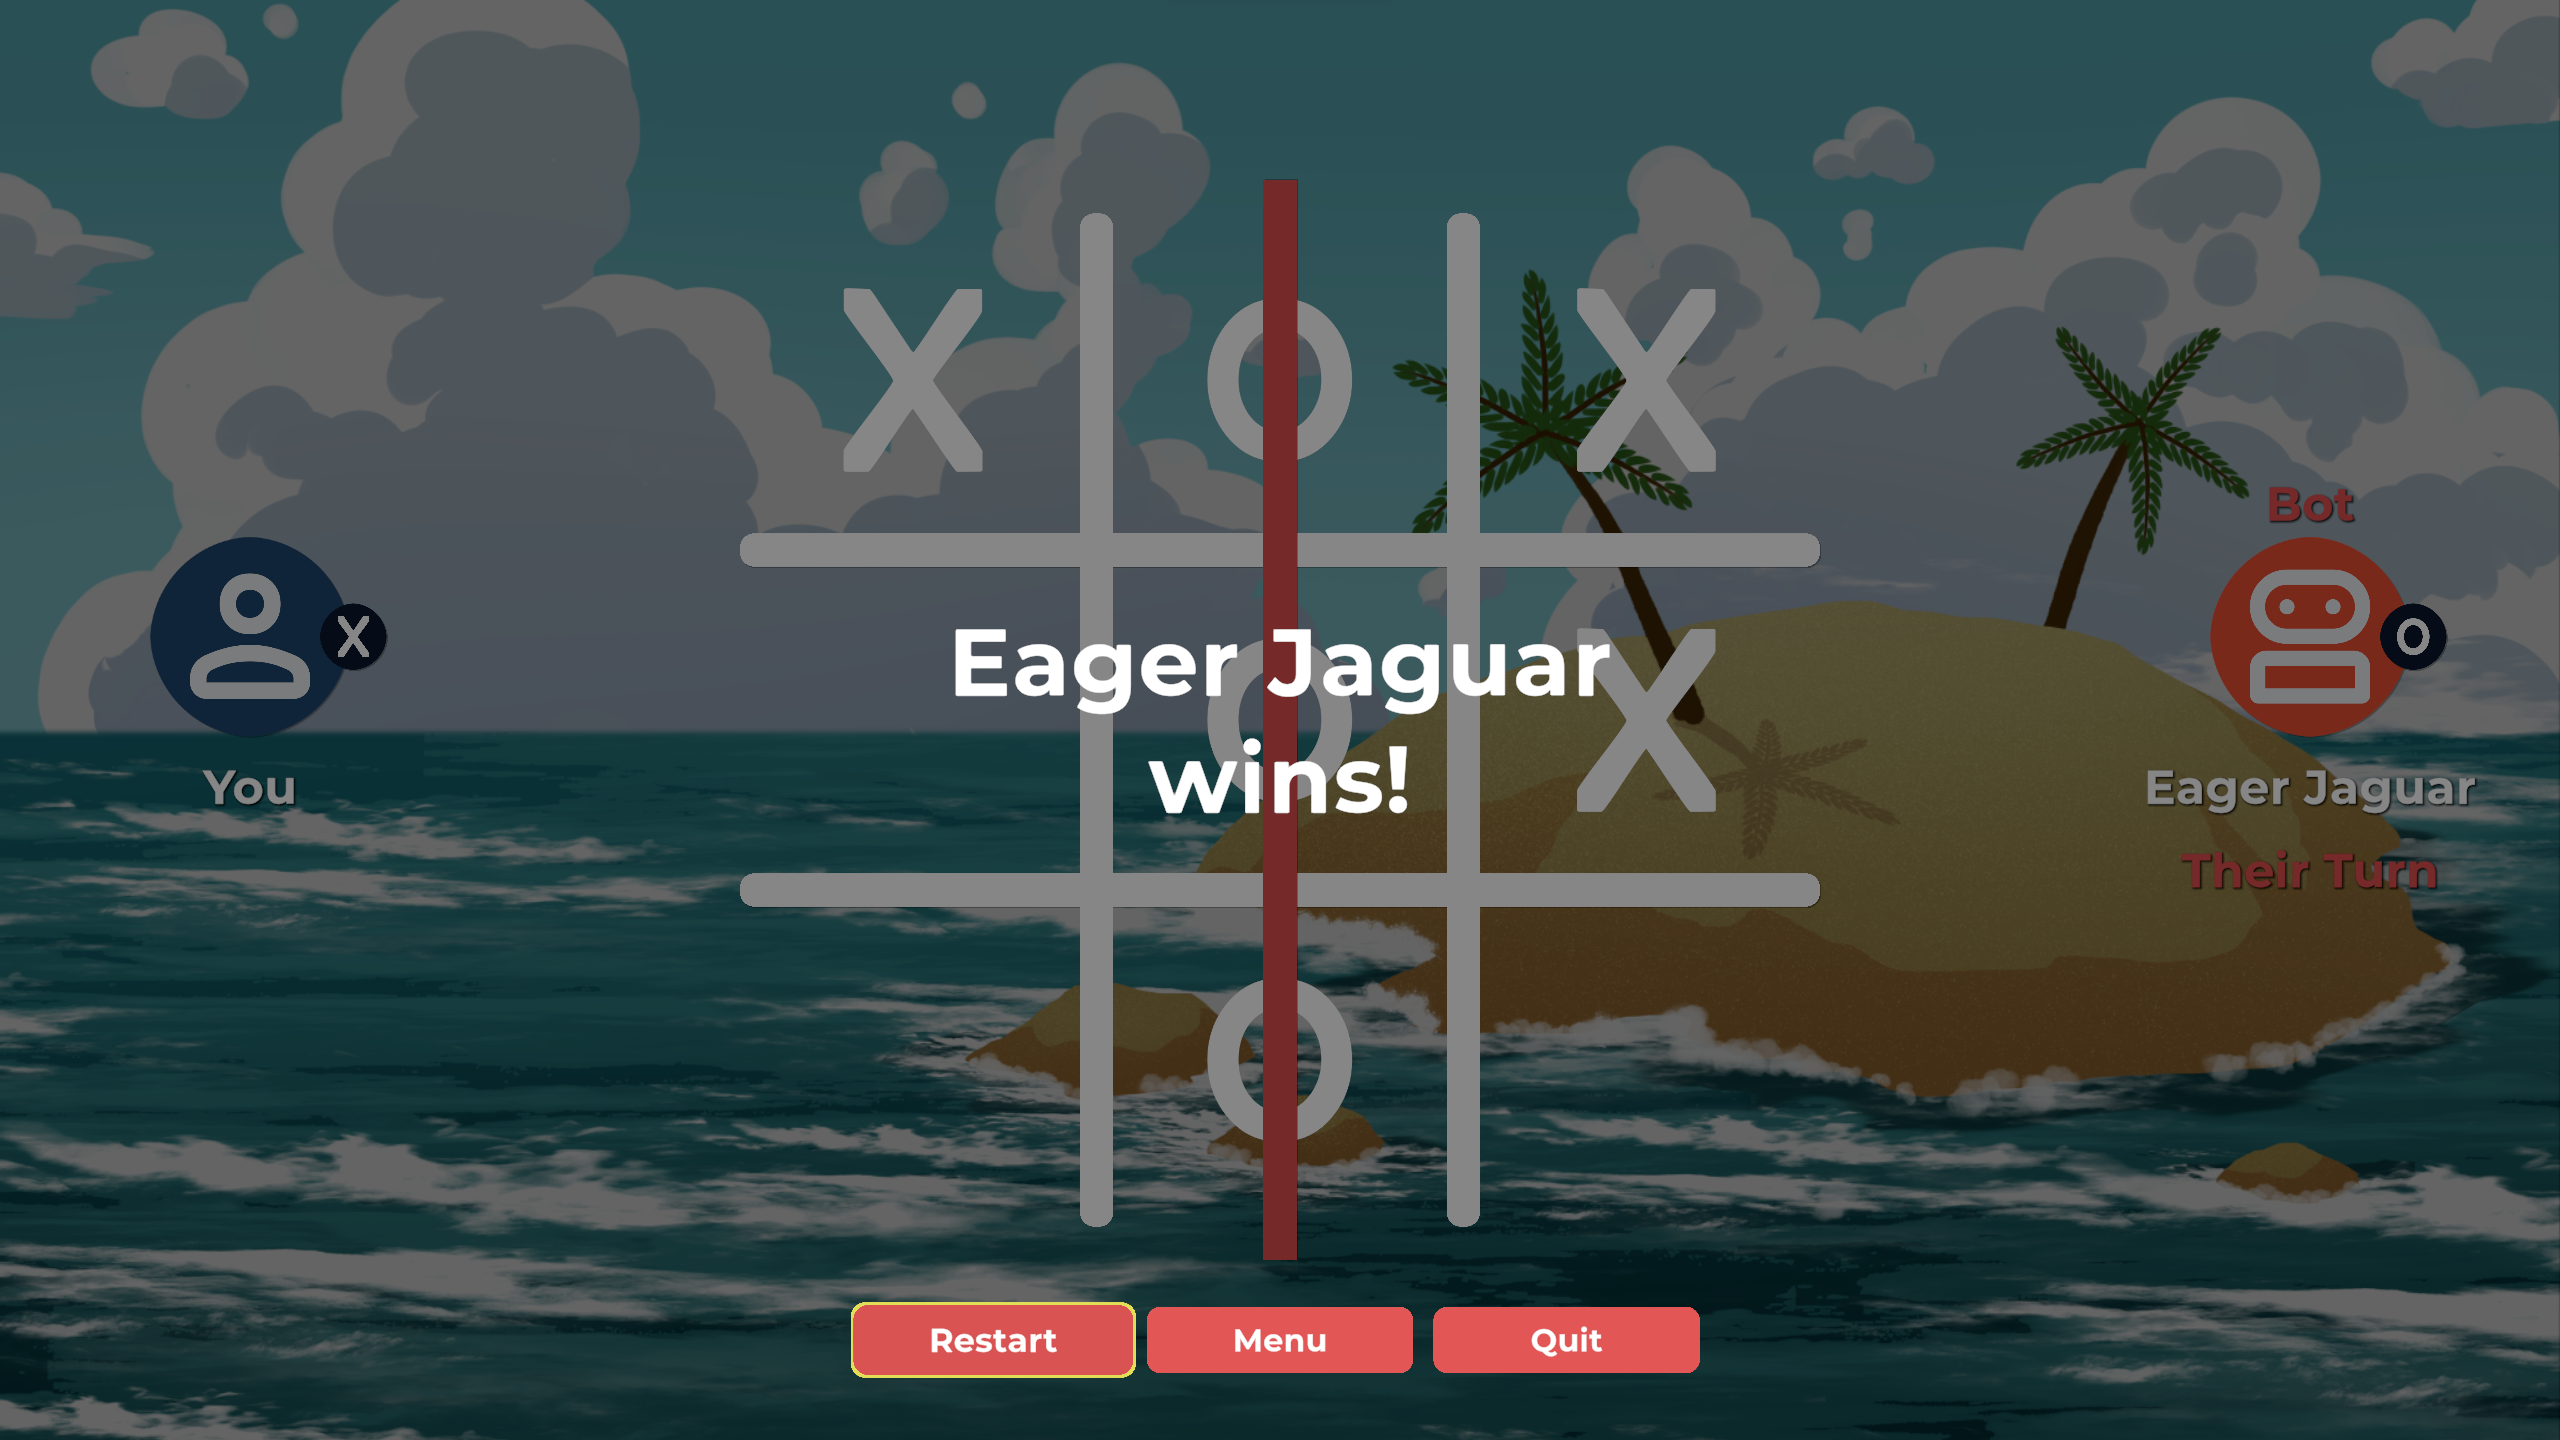 X O X
Bot
X
O
Eager Jaguar
O X
wins!
You
Eager Jaguar
Their Turn
O
Restart
Menu
Quit